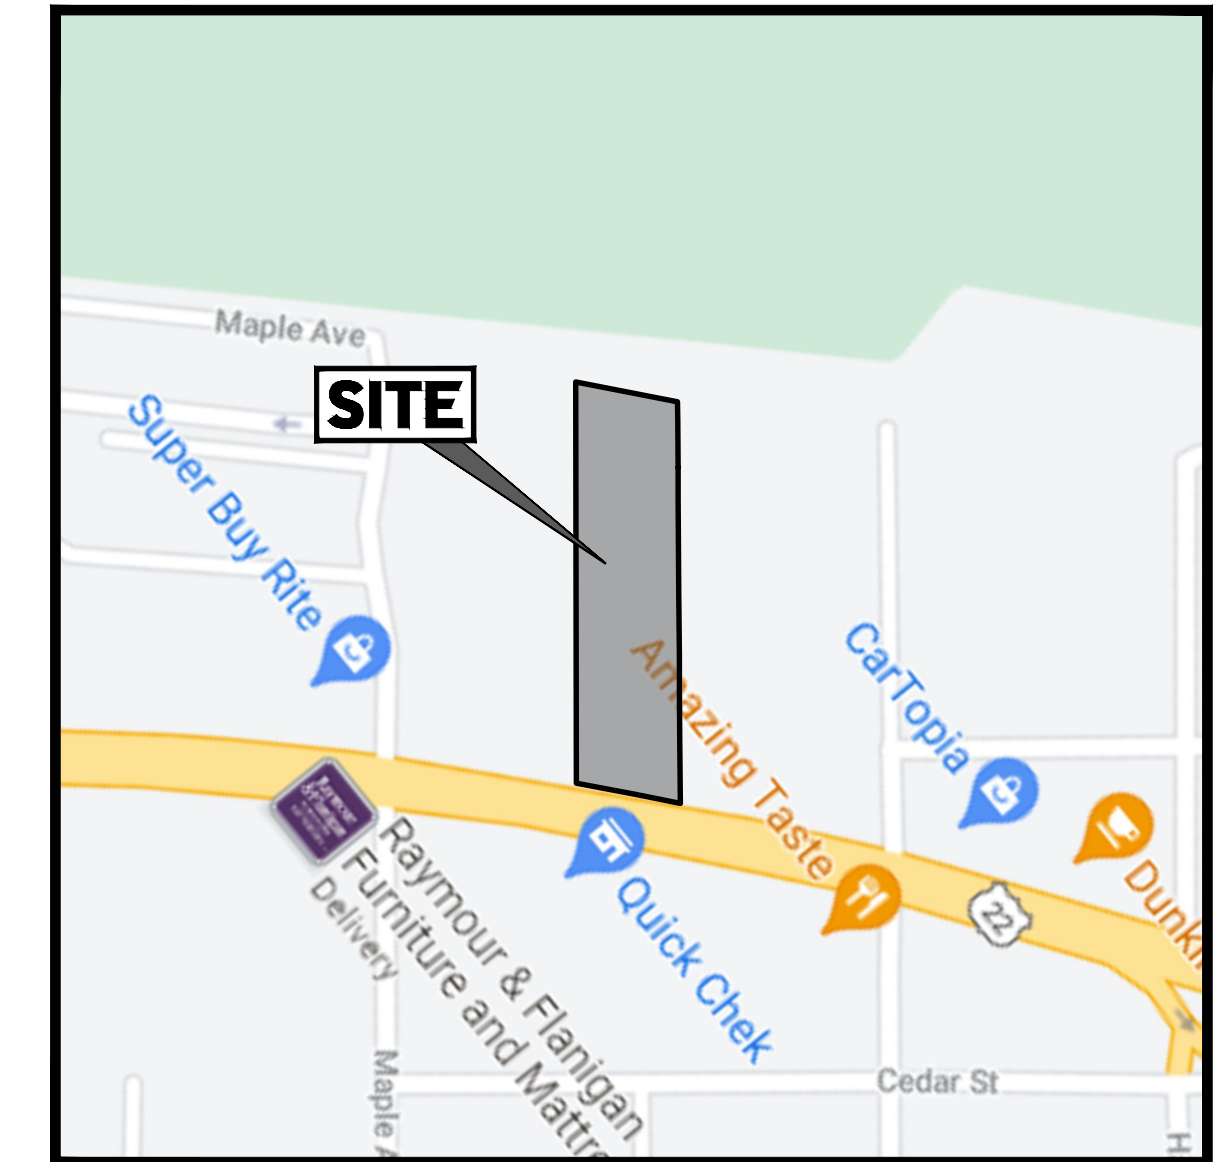 Maple Ave
SITE
Super Buy Rite
CarTopia
Amazing Taste
Dunkin
Raymour & Flanigan
Furniture and Mattre
Delivery
Quick Chek
22
Cedar St
Maple A
H